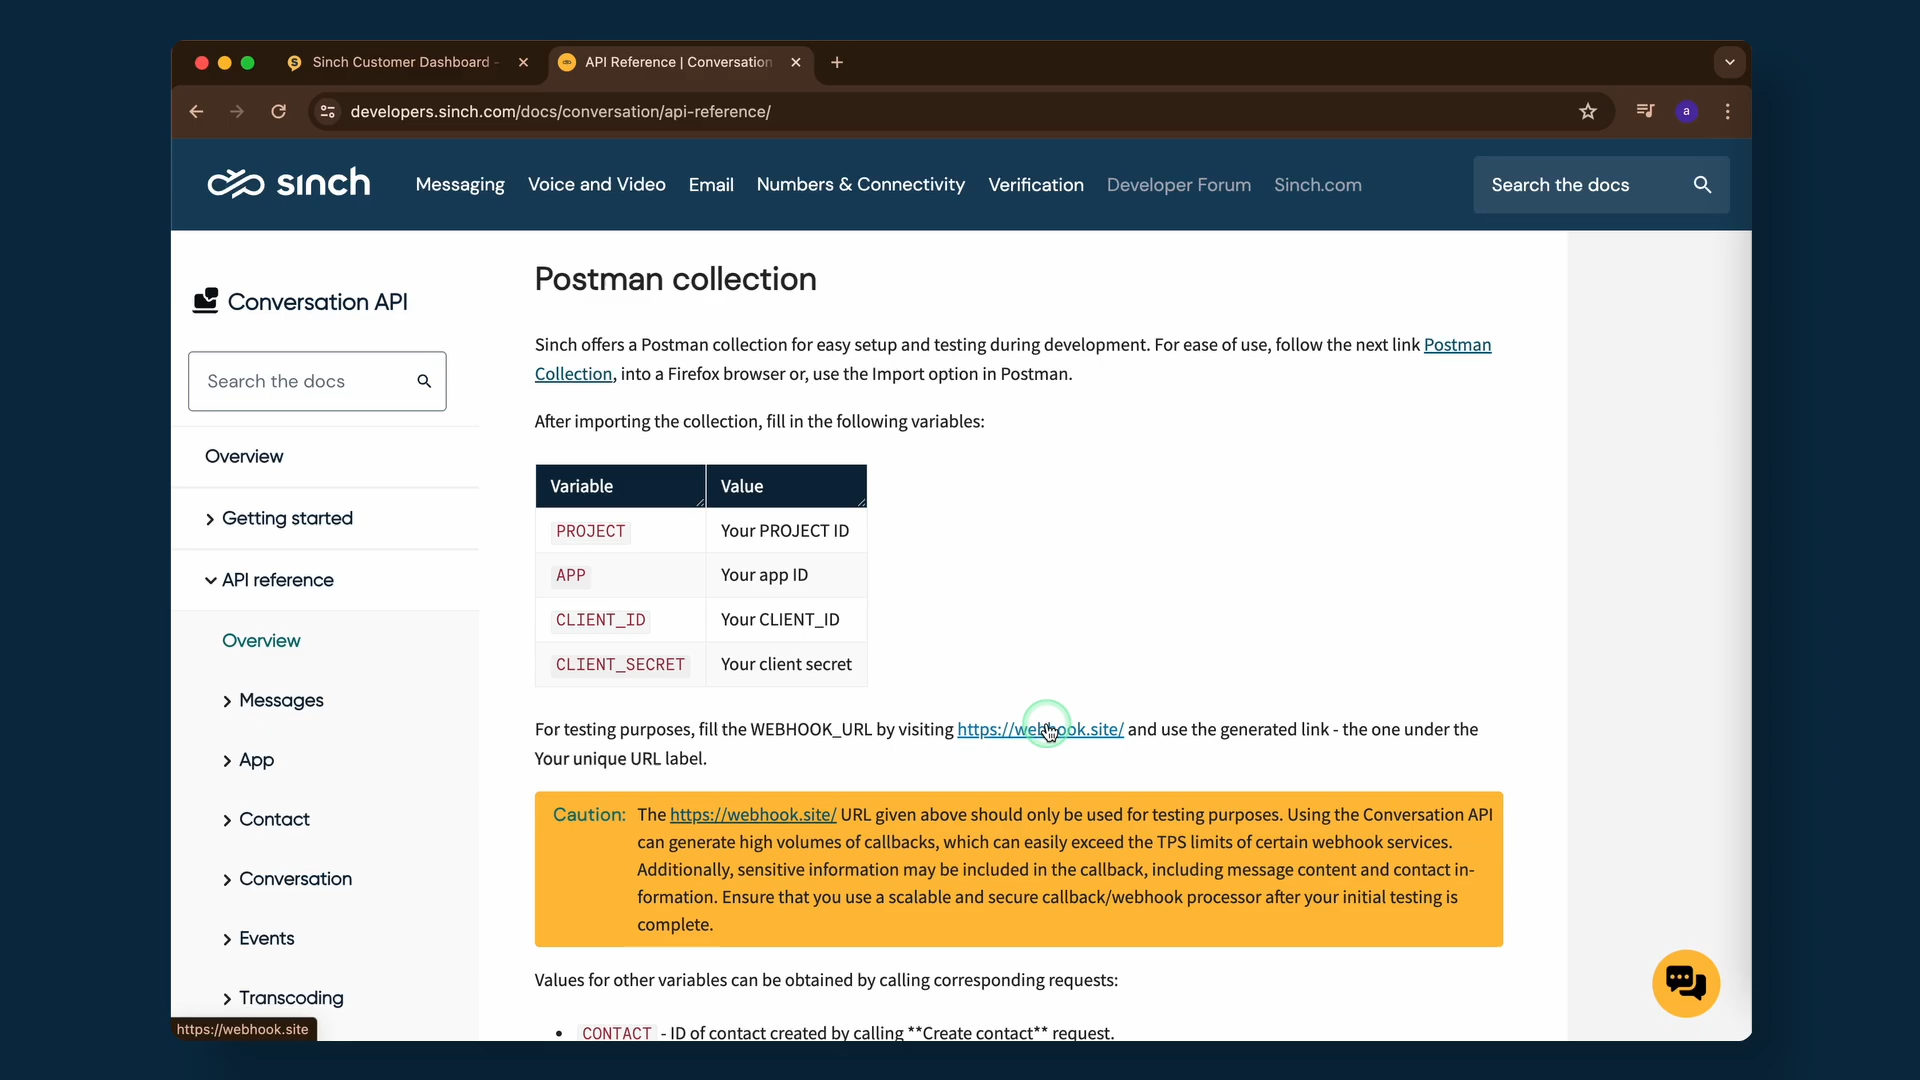 Sinch Customer Dashboard -
API Reference | Conversation
developers.sinch.com/docs/conversation/api-reference/
a
sinch
Messaging
Voice and Video
Email
Numbers & Connectivity
Verification
Developer Forum
Sinch.com
Search the docs
Conversation API
Search the docs
Overview
Getting started
API reference
Overview
Messages
App
Contact
Conversation
Events
Transcoding
https://webhook.site
Postman collection
Sinch offers a Postman collection for easy setup and testing during development. For ease of use, follow the next link Postman
Collection, into a Firefox browser or, use the Import option in Postman.
After importing the collection, fill in the following variables:
Variable Value
PROJECT Your PROJECT ID
APP Your app ID
CLIENT_ID Your CLIENT_ID
CLIENT_SECRET Your client secret
For testing purposes, fill the WEBHOOK_URL by visiting https://webhook.site/ and use the generated link - the one under the
Your unique URL label.
Caution: The https://webhook.site/ URL given above should only be used for testing purposes. Using the Conversation API
can generate high volumes of callbacks, which can easily exceed the TPS limits of certain webhook services.
Additionally, sensitive information may be included in the callback, including message content and contact in-
formation. Ensure that you use a scalable and secure callback/webhook processor after your initial testing is
complete.
Values for other variables can be obtained by calling corresponding requests:
• CONTACT - ID of contact created by calling **Create contact** request.